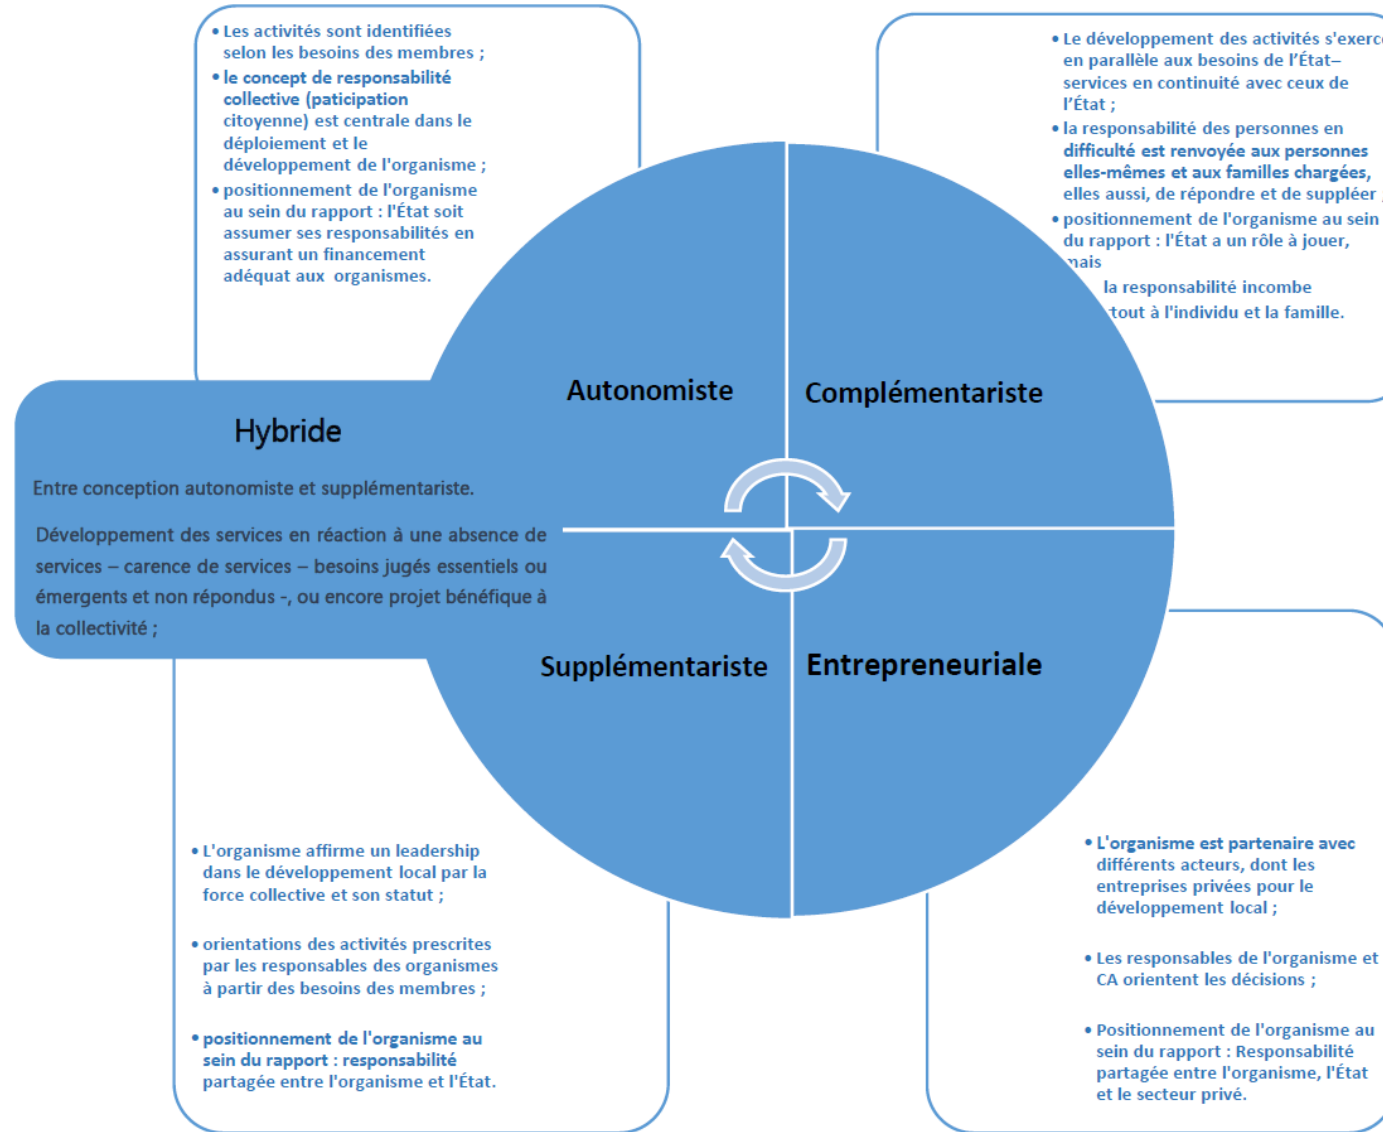 • Les activités sont identifiées
selon les besoins des membres ;
• le concept de responsabilité
collective (paticipation
citoyenne) est centrale dans le
déploiement et le
développement de l'organisme ;
• positionnement de l'organisme
au sein du rapport : l'État soit
assumer ses responsabilités en
assurant un financement
adéquat aux organismes.
• Le développement des activités s'exerc
en parallèle aux besoins de l’État–
services en continuité avec ceux de
l’État ;
• la responsabilité des personnes en
difficulté est renvoyée aux personnes
elles-mêmes et aux familles chargées,
elles aussi, de répondre et de suppléer ;
• positionnement de l'organisme au sein
du rapport : l'État a un rôle à jouer,
mais
la responsabilité incombe
tout à l'individu et la famille.
Autonomiste
Complémentariste
Hybride
Entre conception autonomiste et supplémentariste.
Développement des services en réaction à une absence de
services – carence de services – besoins jugés essentiels ou
émergents et non répondus -, ou encore projet bénéfique à
la collectivité ;
Supplémentariste
Entrepreneuriale
• L'organisme affirme un leadership
dans le développement local par la
force collective et son statut ;
• orientations des activités prescrites
par les responsables des organismes
à partir des besoins des membres ;
• positionnement de l'organisme au
sein du rapport : responsabilité
partagée entre l'organisme et l'État.
• L'organisme est partenaire avec
différents acteurs, dont les
entreprises privées pour le
développement local ;
• Les responsables de l'organisme et
CA orientent les décisions ;
• Positionnement de l'organisme au
sein du rapport : Responsabilité
partagée entre l'organisme, l'État
et le secteur privé.